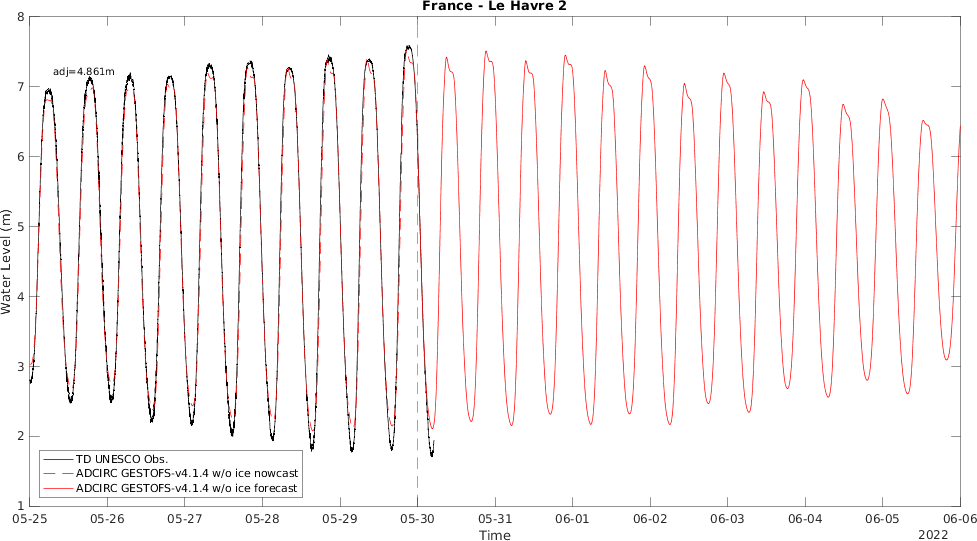 France - Le Havre 2
8
7
6
5
4
3
2
1
Water Level (m)
adj=4.861m
TD UNESCO Obs.
ADCIRC GESTOFS-v4.1.4 w/o ice nowcast
ADCIRC GESTOFS-v4.1.4 w/o ice forecast
05-25 05-26 05-27 05-28 05-29 05-30 05-31 06-01 06-02 06-03 06-04 06-05 06-06
Time
2022